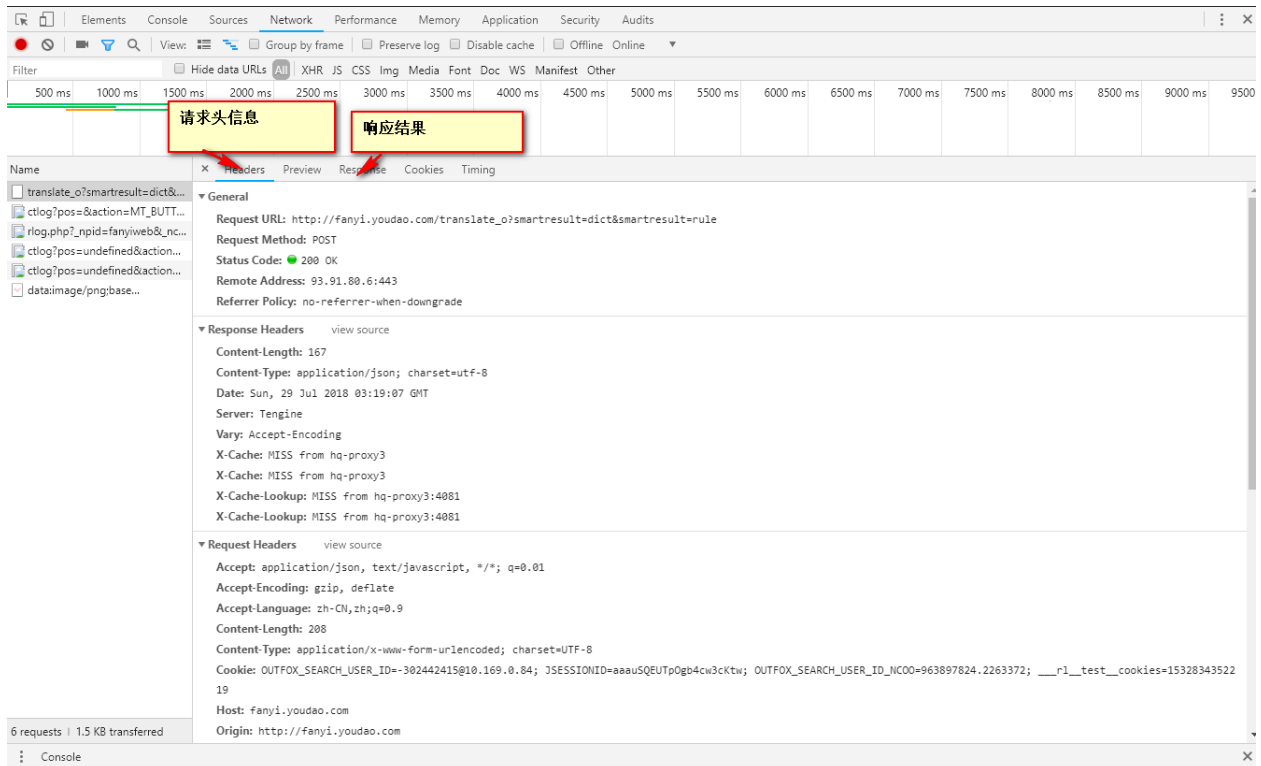 Elements Console Sources Network Performance Memory Application Security Audits
View: Group by frame Preserve log Disable cache Offline Online
Filter Hide data URLs All XHR JS CSS Img Media Font Doc WS Manifest Other
500 ms 1000 ms 1500 ms 2000 ms 2500 ms 3000 ms 3500 ms 4000 ms 4500 ms 5000 ms 5500 ms 6000 ms 6500 ms 7000 ms 7500 ms 8000 ms 8500 ms 9000 ms 9500
请求头信息
响应结果
Name
translate_o?smartresult=dict&...
ctlog?pos=&action=MT_BUTT...
rlog.php?_npid=fanyiweb&_nc...
ctlog?pos=undefined&action...
ctlog?pos=undefined&action...
data:image/png;base...
6 requests | 1.5 KB transferred
× Headers Preview Response Cookies Timing
General
Request URL: http://fanyi.youdao.com/translate_o?smartresult=dict&smartresult=rule
Request Method: POST
Status Code: 200 OK
Remote Address: 93.91.80.6:443
Referrer Policy: no-referrer-when-downgrade
Response Headers view source
Content-Length: 167
Content-Type: application/json; charset=utf-8
Date: Sun, 29 Jul 2018 03:19:07 GMT
Server: Tengine
Vary: Accept-Encoding
X-Cache: MISS from hq-proxy3
X-Cache: MISS from hq-proxy3
X-Cache-Lookup: MISS from hq-proxy3:4081
X-Cache-Lookup: MISS from hq-proxy3:4081
Request Headers view source
Accept: application/json, text/javascript, */*; q=0.01
Accept-Encoding: gzip, deflate
Accept-Language: zh-CN,zh;q=0.9
Content-Length: 208
Content-Type: application/x-www-form-urlencoded; charset=UTF-8
Cookie: OUTFOX_SEARCH_USER_ID=-302442415@10.169.0.84; JSESSIONID=aaauSQEUTpOgb4cw3cKtw; OUTFOX_SEARCH_USER_ID_NCOO=963897824.2263372; ___rl__test__cookies=15328343522
19
Host: fanyi.youdao.com
Origin: http://fanyi.youdao.com
Console